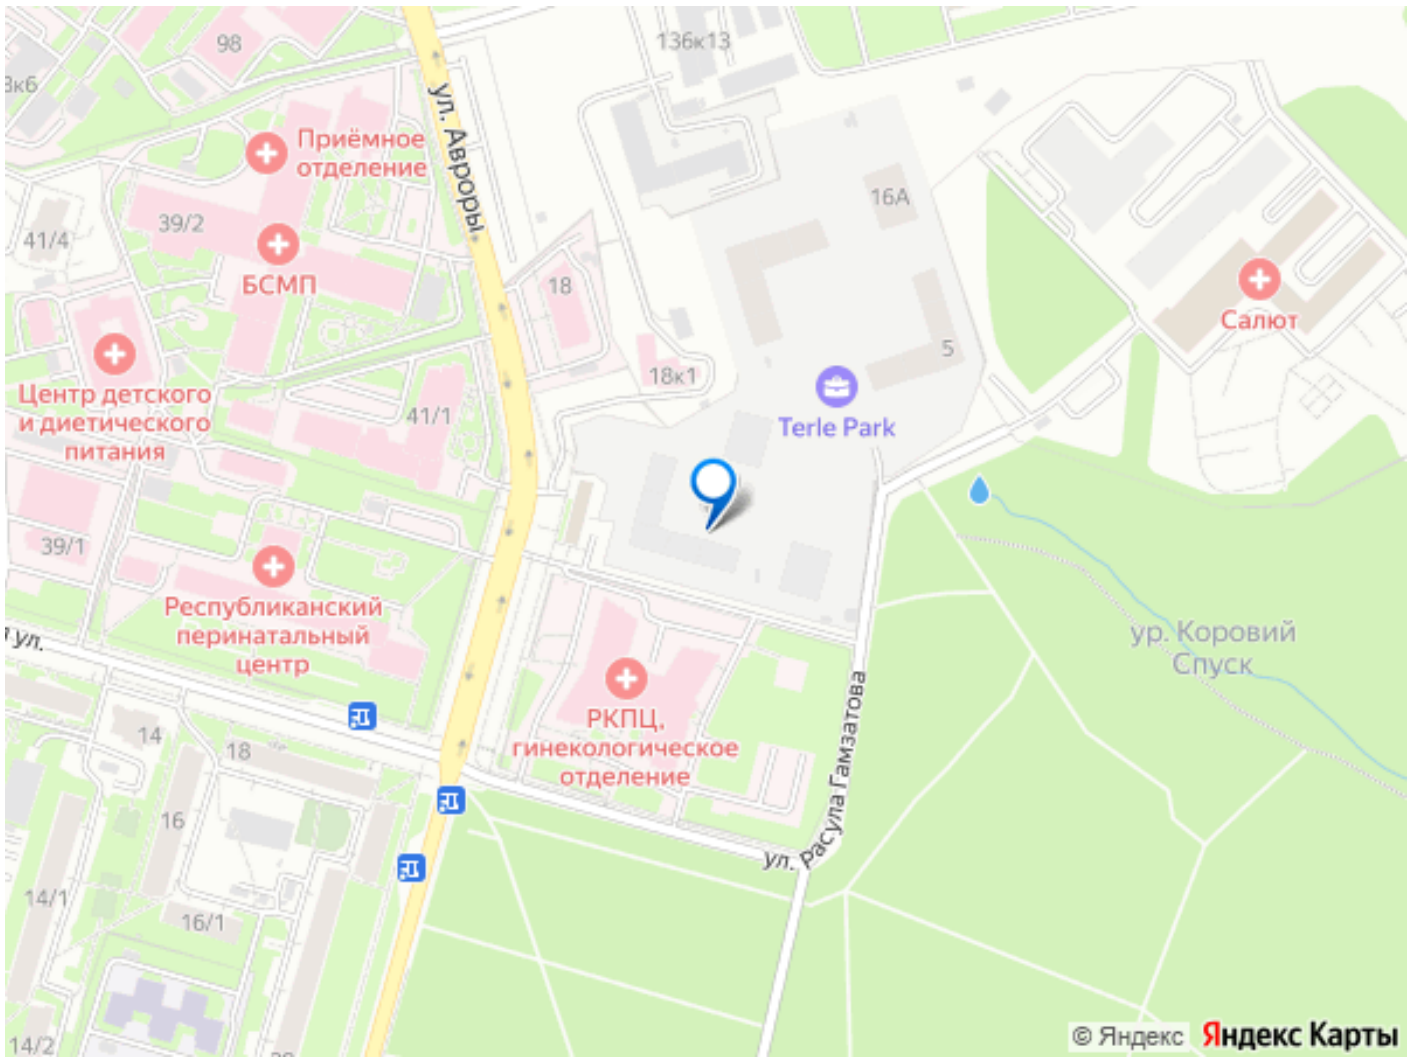 98
136к13
3к6
ул. Авроры
Приёмное
отделение
16А
39/2
41/4
БСМП
18
Салют
5
18к1
Центр детского
и диетического
питания
41/1
Terle Park
39/1
Республиканский
перинатальный
центр
ул.
ур. Коровий
Спуск
РКПЦ,
гинекологическое
отделение
14
18
16
ул. Расула Гамзатова
14/1
16/1
14/2
© Яндекс Яндекс Карты